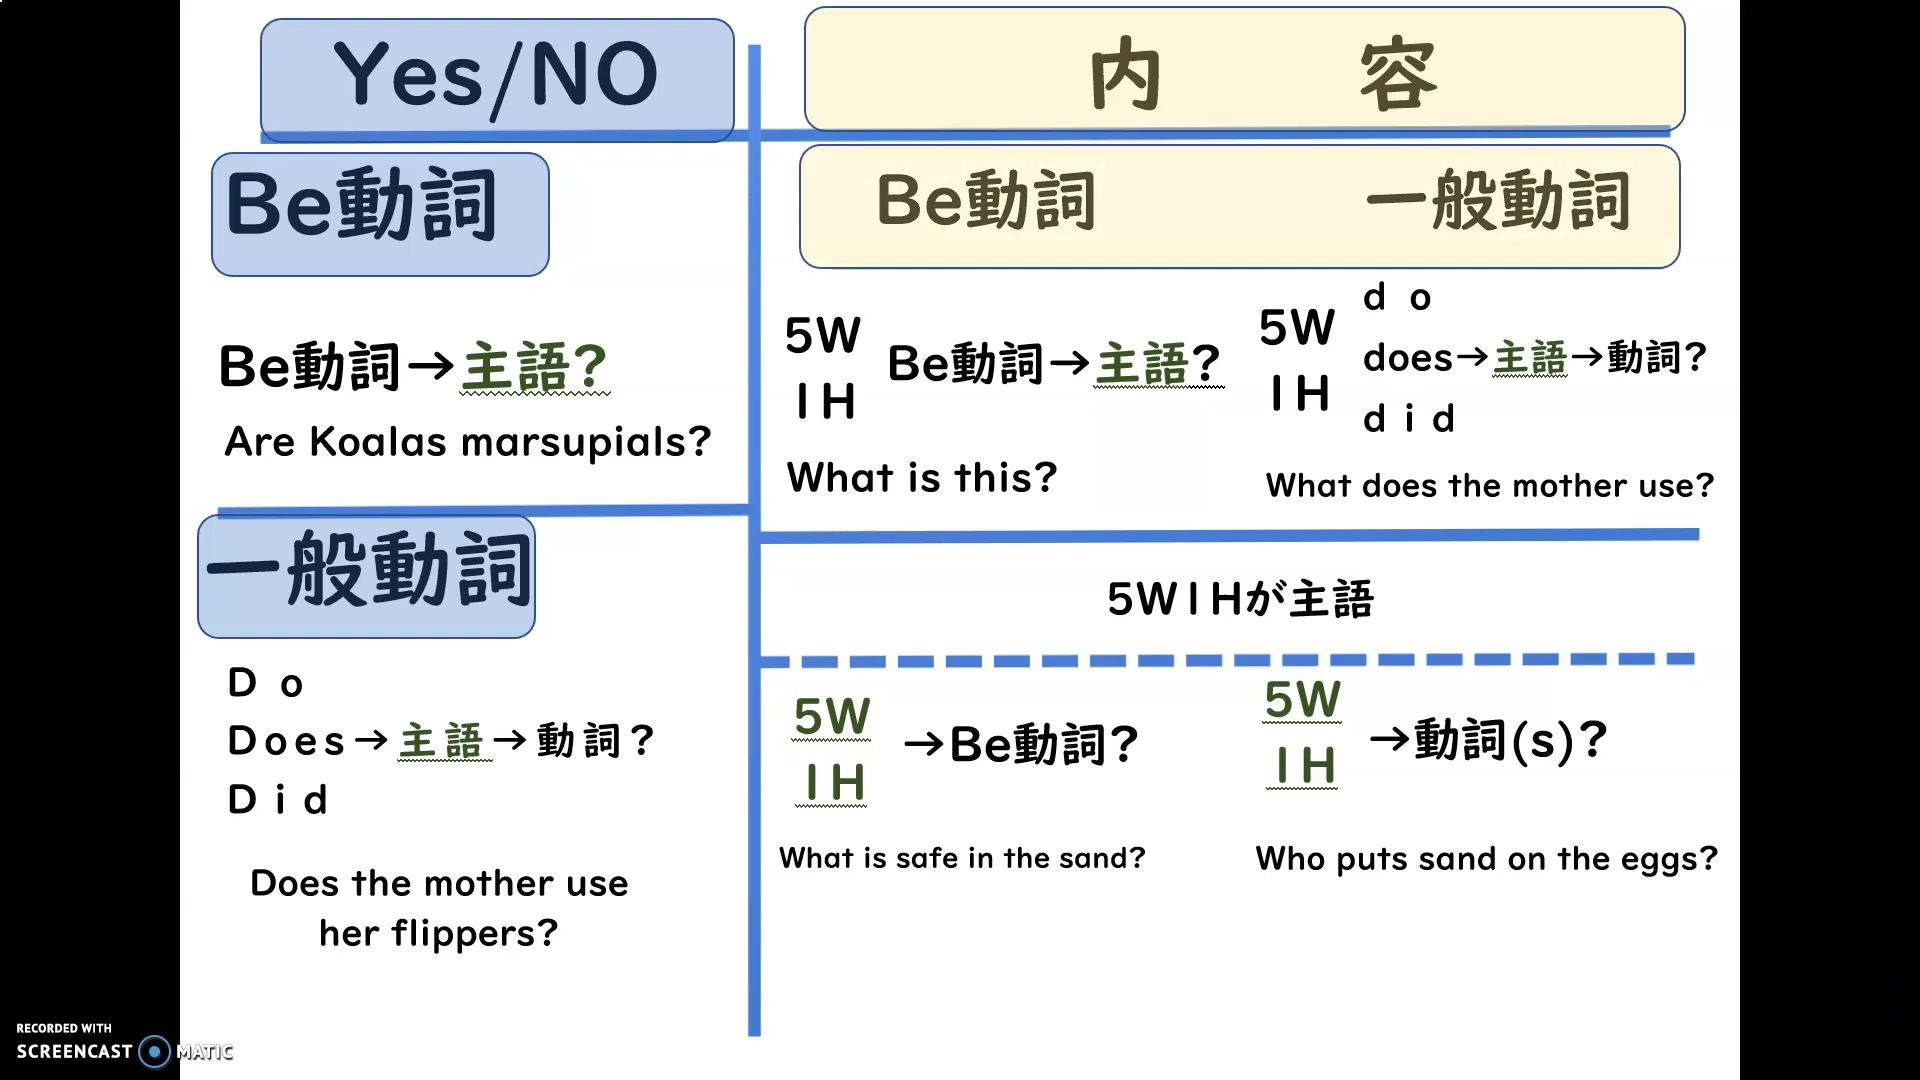 Yes/NO
内 容
Be動詞
Be動詞 一般動詞
Be動詞→主語?
Are Koalas marsupials?
5W
1H
Be動詞→主語?
What is this?
5W
1H
do
does→主語→動詞?
did
What does the mother use?
一般動詞
Do
Does→主語→動詞?
Did
Does the mother use
her flippers?
5W1Hが主語
5W
1H
→Be動詞?
What is safe in the sand?
5W
1H
→動詞(s)?
Who puts sand on the eggs?
RECORDED WITH
SCREENCAST MATIC